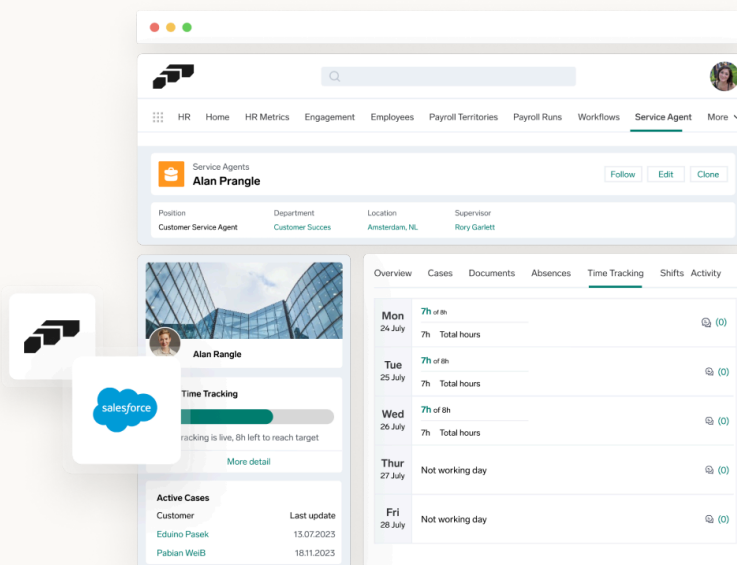 HR Home HR Metrics Engagement Employees Payroll Territories Payroll Runs Workflows Service Agent More
Service Agents
Alan Prangle
Follow Edit Clone
Position Department Location Supervisor
Customer Service Agent Customer Succes Amsterdam, NL Rory Garlett
Overview Cases Documents Absences Time Tracking Shifts Activity
Alan Rangle
Time Tracking
racking is live, 8h left to reach target
More detail
Active Cases
Customer Last update
Eduino Pasek 13.07.2023
Pabian WeiB 18.11.2023
salesforce
Mon 7h of 8h
24 July 7h Total hours (0)
Tue 7h of 8h
25 July 7h Total hours (0)
Wed 7h of 8h
26 July 7h Total hours (0)
Thur
27 July Not working day (0)
Fri
28 July Not working day (0)